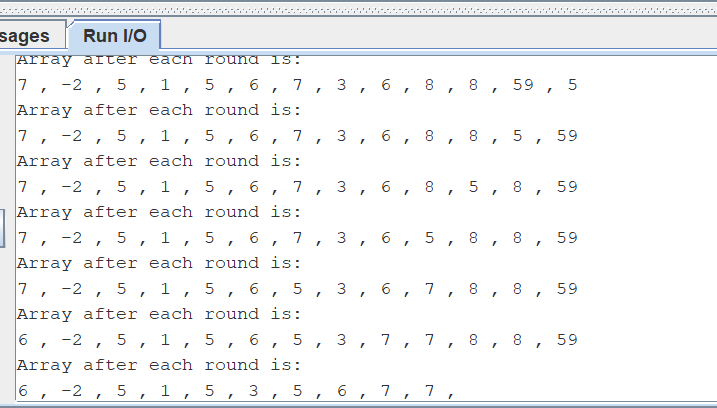 sages Run I/O
Array after each round is:
7 , -2 , 5 , 1 , 5 , 6 , 7 , 3 , 6 , 8 , 8 , 59 , 5
Array after each round is:
7 , -2 , 5 , 1 , 5 , 6 , 7 , 3 , 6 , 8 , 8 , 5 , 59
Array after each round is:
7 , -2 , 5 , 1 , 5 , 6 , 7 , 3 , 6 , 8 , 5 , 8 , 59
Array after each round is:
7 , -2 , 5 , 1 , 5 , 6 , 7 , 3 , 6 , 5 , 8 , 8 , 59
Array after each round is:
7 , -2 , 5 , 1 , 5 , 6 , 5 , 3 , 6 , 7 , 8 , 8 , 59
Array after each round is:
6 , -2 , 5 , 1 , 5 , 6 , 5 , 3 , 7 , 7 , 8 , 8 , 59
Array after each round is:
6 , -2 , 5 , 1 , 5 , 3 , 5 , 6 , 7 , 7 ,